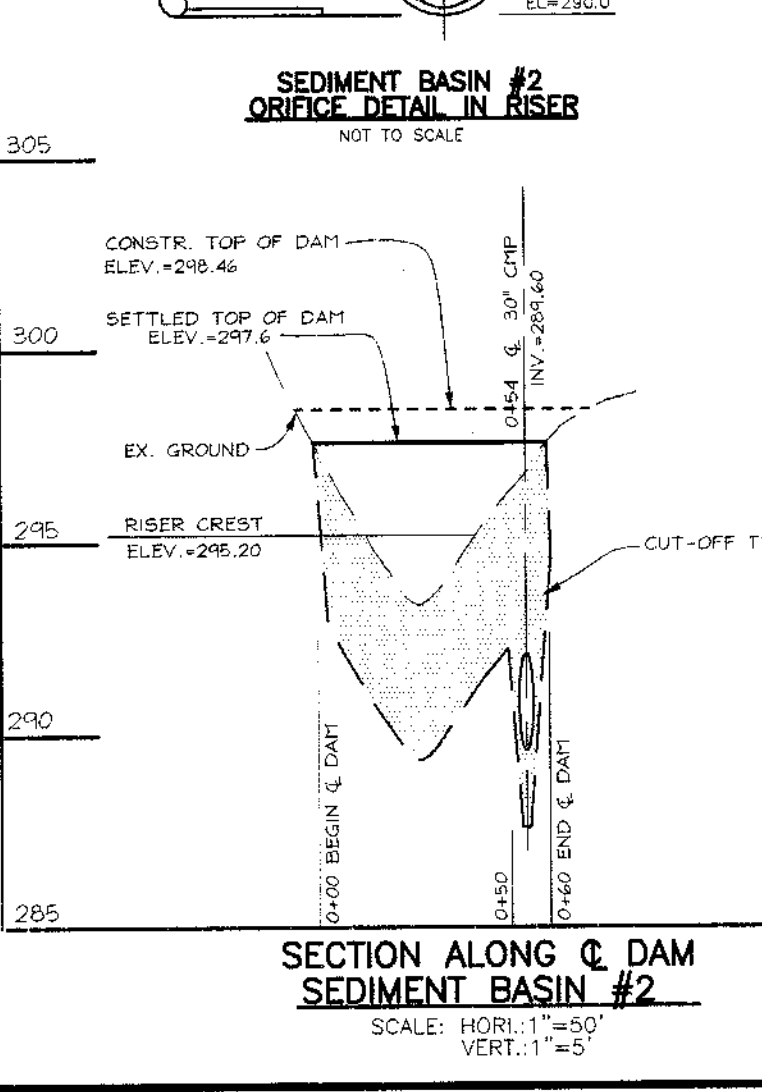 EL=290.0
SEDIMENT BASIN #2
ORIFICE DETAIL IN RISER
NOT TO SCALE
305
CONSTR. TOP OF DAM
ELEV.=298.46
SETTLED TOP OF DAM
ELEV.=297.6
300
0+54 ℄ 30" CMP
INV.=289.60
EX. GROUND
295
RISER CREST
ELEV.=295.20
CUT-OFF T
290
0+00 BEGIN ℄ DAM
0+50
0+60 END ℄ DAM
285
SECTION ALONG ℄ DAM
SEDIMENT BASIN #2
SCALE: HORI.:1"=50'
VERT.:1"=5'